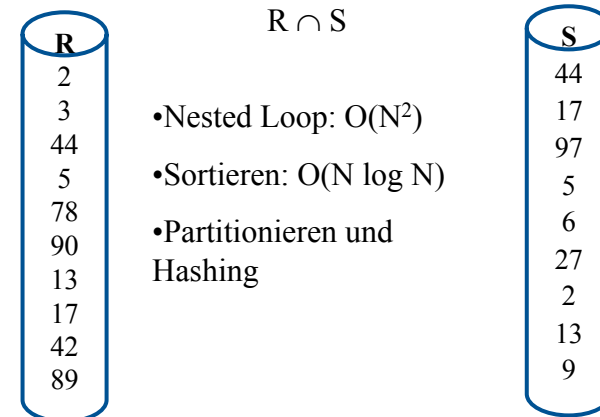 R ∩ S
R
2
3
44
5
78
90
13
17
42
89
•Nested Loop: O(N²)
•Sortieren: O(N log N)
•Partitionieren und
Hashing
S
44
17
97
5
6
27
2
13
9